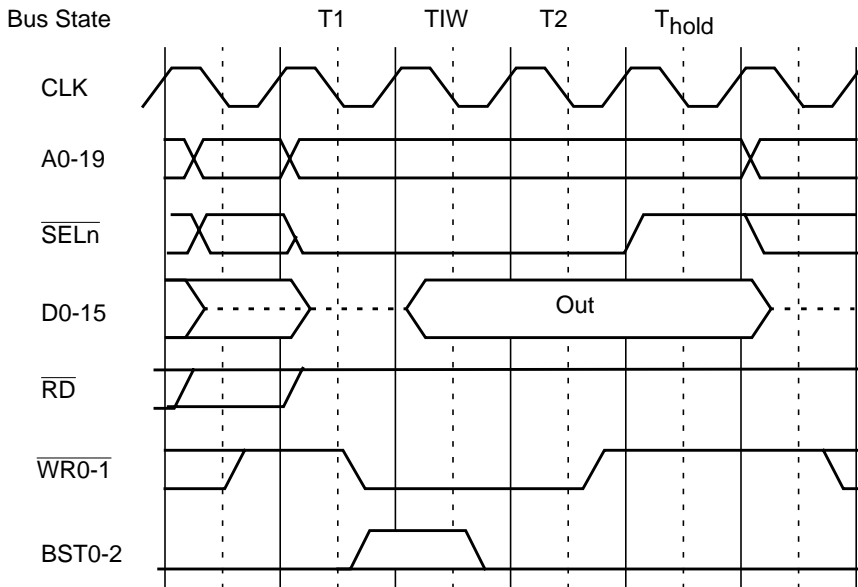 Bus State T1 TIW T2 Thold
CLK
A0-19
SELn
D0-15 Out
RD
WR0-1
BST0-2